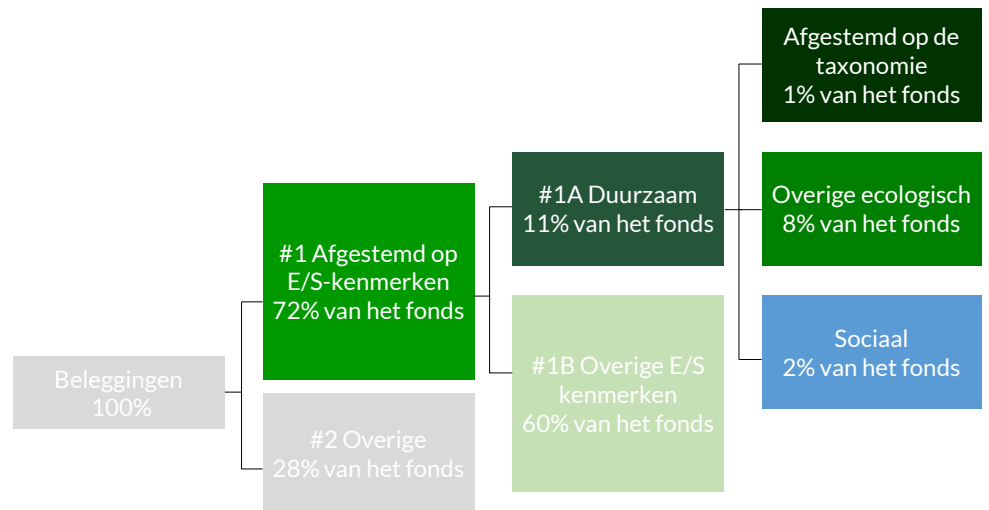 Beleggingen
100%
#1 Afgestemd op
E/S-kenmerken
72% van het fonds
#2 Overige
28% van het fonds
#1A Duurzaam
11% van het fonds
#1B Overige E/S
kenmerken
60% van het fonds
Afgestemd op de
taxonomie
1% van het fonds
Overige ecologisch
8% van het fonds
Sociaal
2% van het fonds